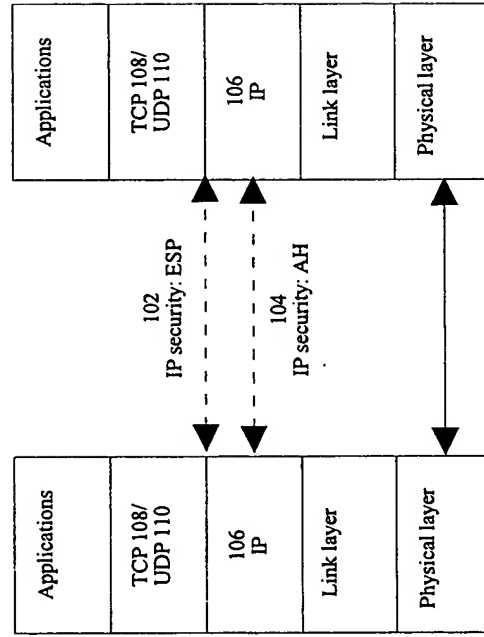 Applications
TCP 108/
UDP 110
106
IP
Link layer
Physical layer
102
IP security: ESP
104
IP security: AH
Applications
TCP 108/
UDP 110
106
IP
Link layer
Physical layer